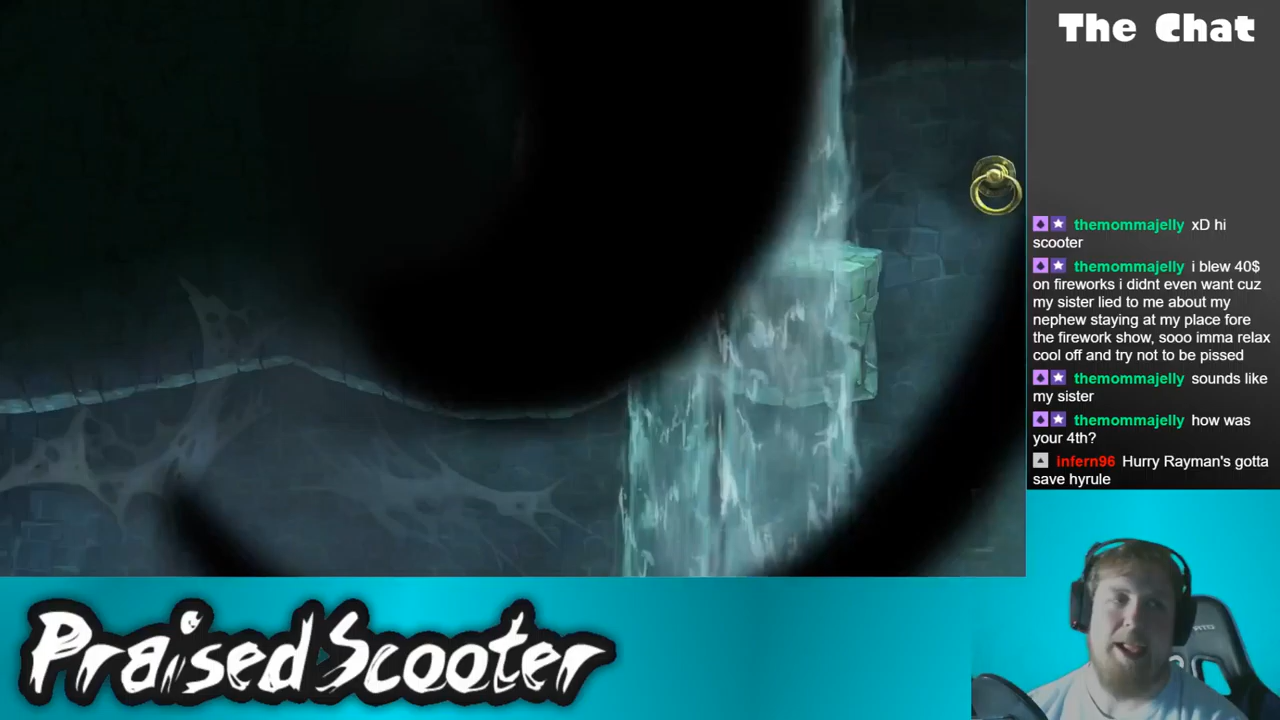 The Chat
themommajelly xD hi
scooter
themommajelly i blew 40$
on fireworks i didnt even want cuz
my sister lied to me about my
nephew staying at my place fore
the firework show, sooo imma relax
cool off and try not to be pissed
themommajelly sounds like
my sister
themommajelly how was
your 4th?
infern96 Hurry Rayman's gotta
save hyrule
PraisedScooter